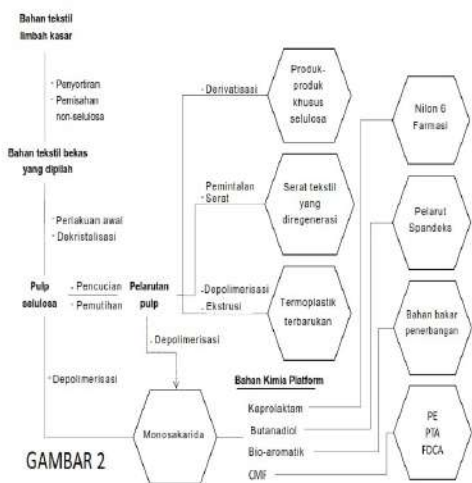 Bahan tekstil
limbah kasar
· Penyortiran
· Pemisahan
non-selulosa
Bahan tekstil bekas
yang dipilah
· Perlakuan awal
· Dekristalisasi
Pulp
selulosa
- Pencucian
· Pemutihan
Pelarutan
pulp
- Derivatisasi
Produk-
produk
khusus
selulosa
Pemintalan
· Serat
Serat tekstil
yang
diregenerasi
-Depolimerisasi
- Ekstrusi
Termoplastik
terbarukan
- Depolimerisasi
·Depolimerisasi
Monosakarida
Bahan Kimia Platform
Kaprolaktam
Butanadiol
Bio-aromatik
CMF
Nilon 6
Farmasi
Pelarut
Spandeks
Bahan bakar
penerbangan
PE
PTA
FDCA
GAMBAR 2